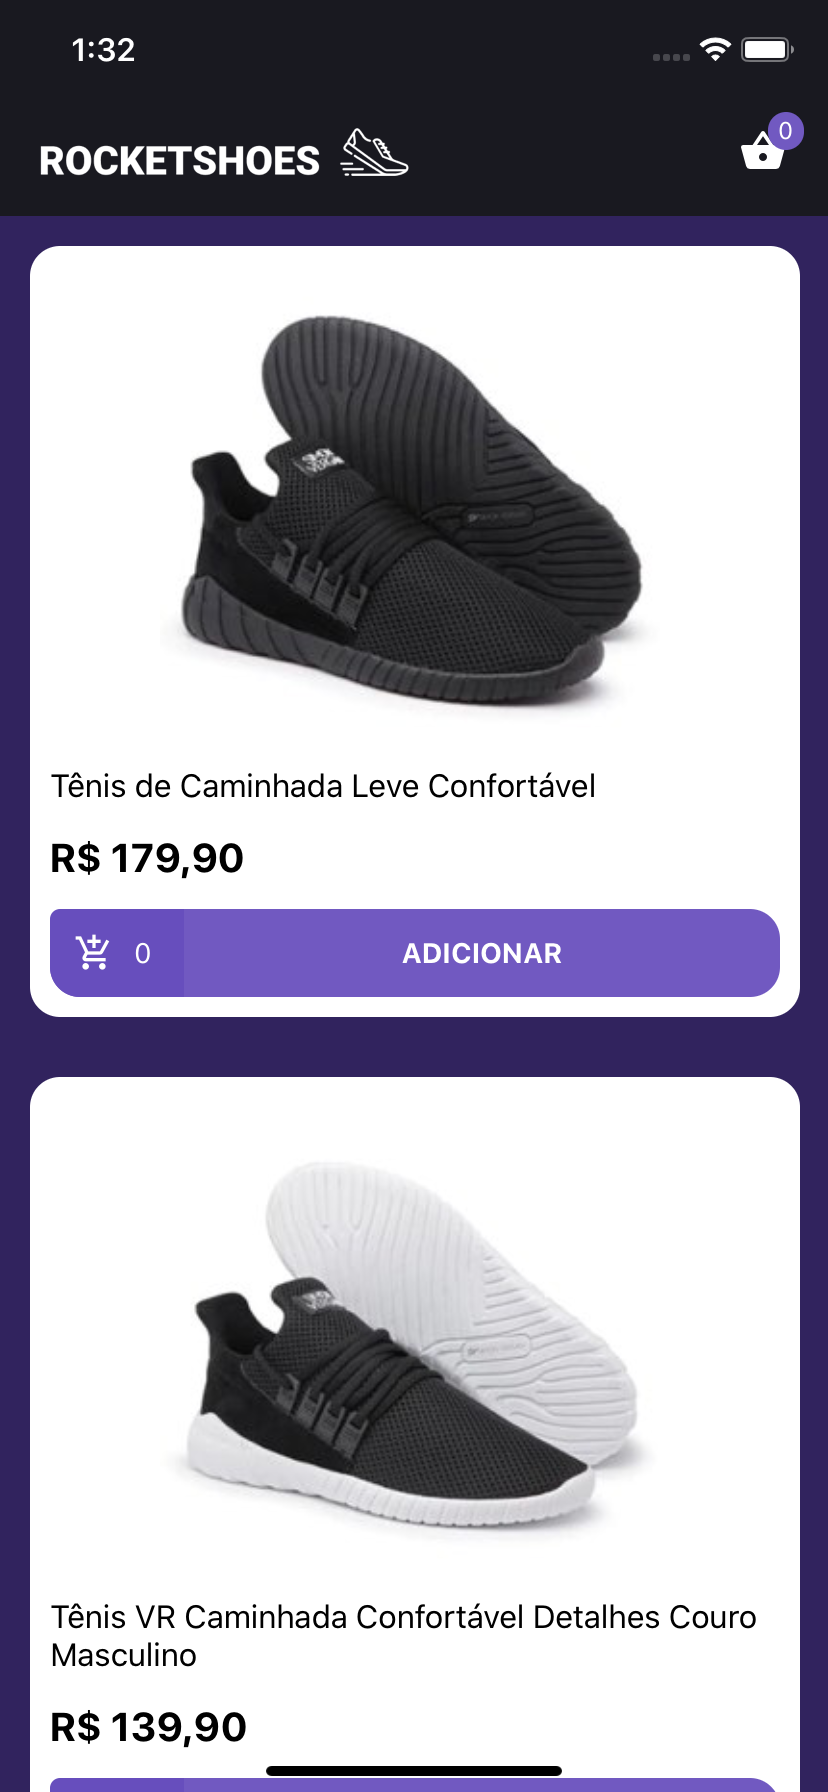 1:32
ROCKETSHOES
0
Tênis de Caminhada Leve Confortável
R$ 179,90
0 ADICIONAR
Tênis VR Caminhada Confortável Detalhes Couro
Masculino
R$ 139,90